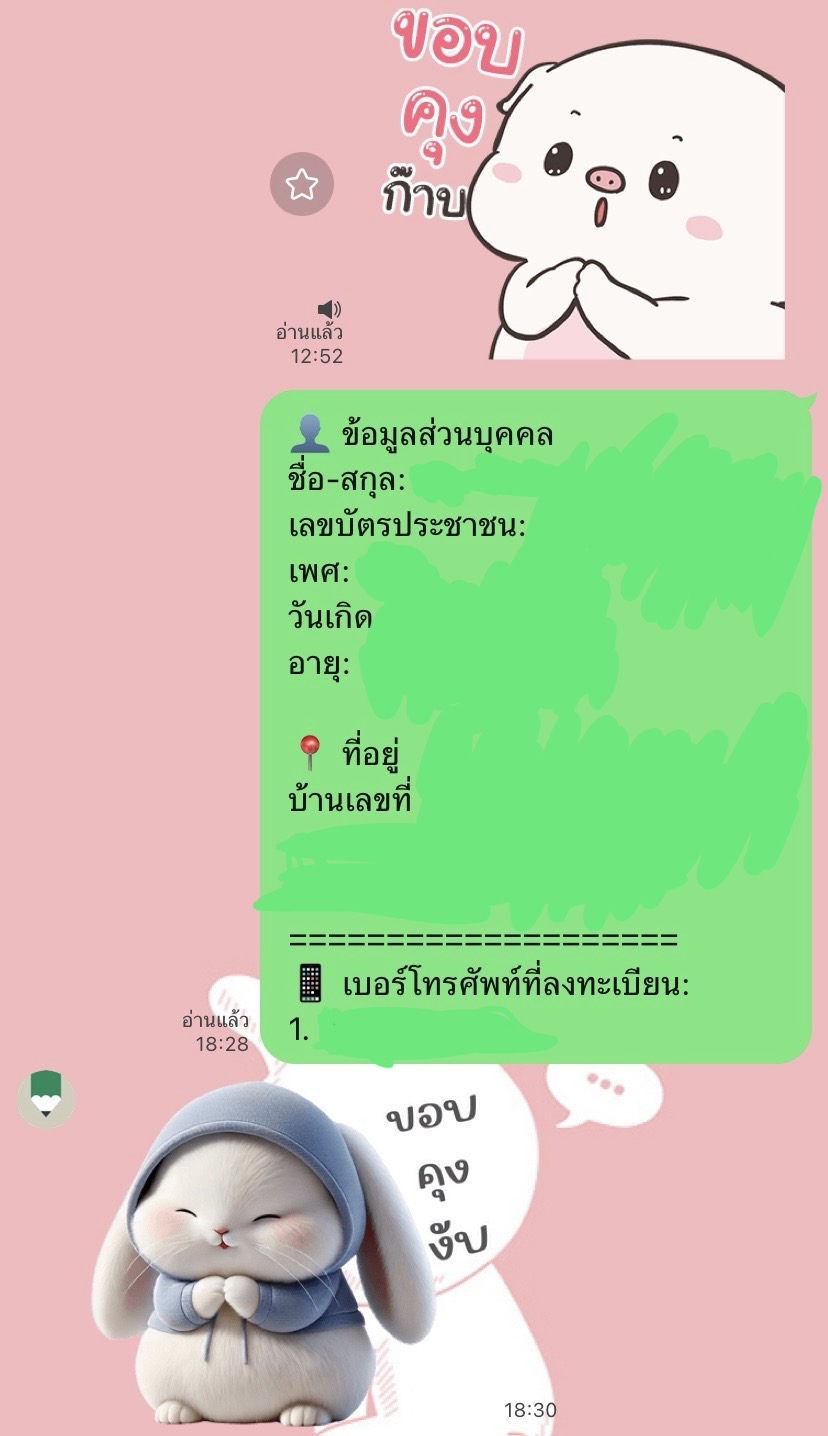 ขอบ
คุง
ก๊าบ
อ่านแล้ว
12:52
ข้อมูลส่วนบุคคล
ชื่อ-สกุล:
เลขบัตรประชาชน:
เพศ:
วันเกิด
อายุ:
ที่อยู่
บ้านเลขที่
====================
เบอร์โทรศัพท์ที่ลงทะเบียน:
1.
อ่านแล้ว
18:28
ขอบ
คุง
งับ
18:30